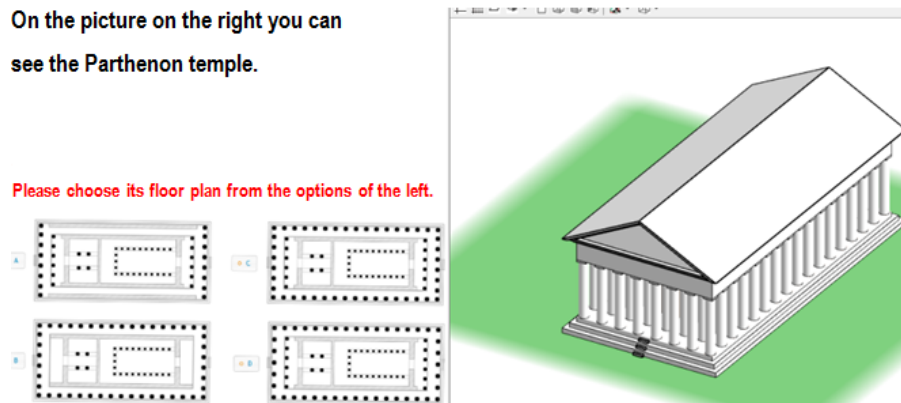 On the picture on the right you can
see the Parthenon temple.
Please choose its floor plan from the options of the left.
A
C
B
D